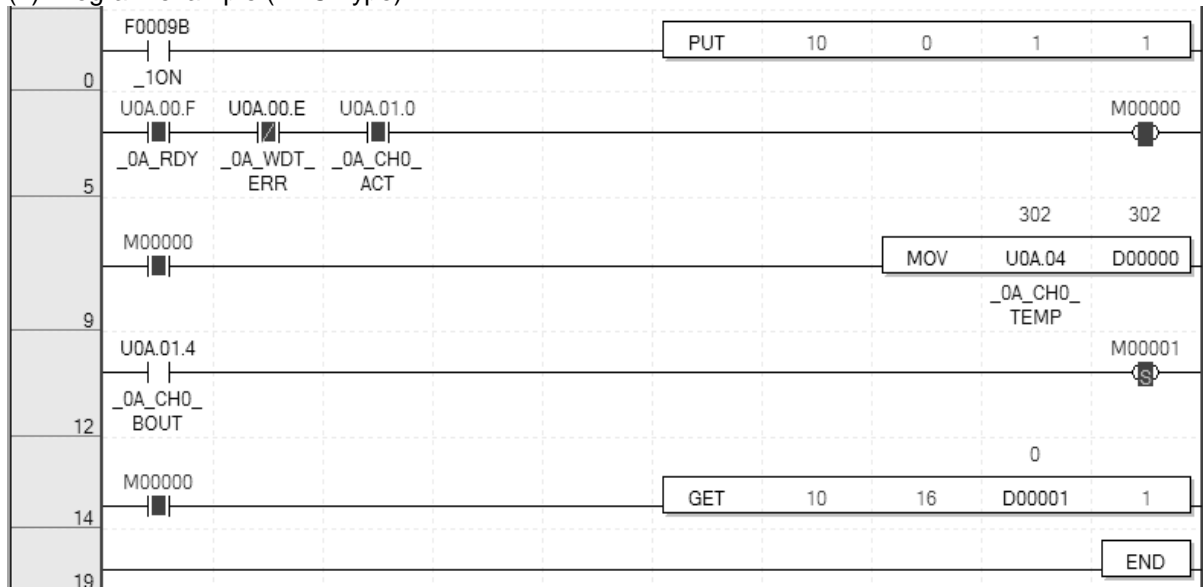 F0009B
PUT 10 0 1 1
0 _1ON
U0A.00.F U0A.00.E U0A.01.0 M00000
_0A_RDY _0A_WDT_ _0A_CH0_
ERR ACT
5
302 302
M00000
MOV U0A.04 D00000
_0A_CH0_
TEMP
9
U0A.01.4 M00001
S
_0A_CH0_
BOUT
12
0
M00000
GET 10 16 D00001 1
14
END
19